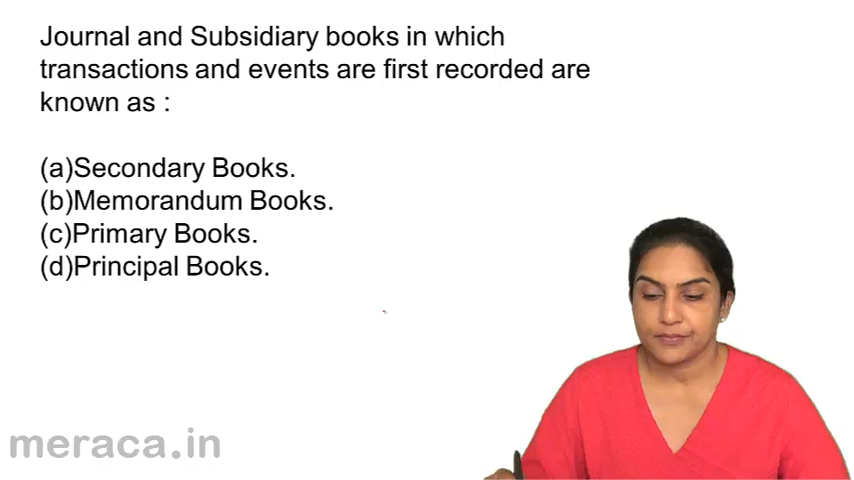 Journal and Subsidiary books in which
transactions and events are first recorded are
known as :
(a)Secondary Books.
(b)Memorandum Books.
(c)Primary Books.
(d)Principal Books.
meraca.in